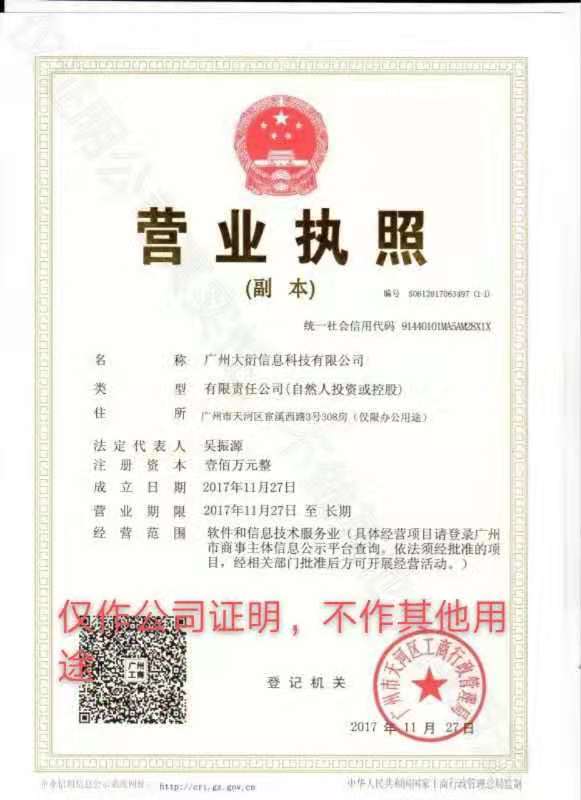 营业执照
(副 本)
编号 S0612017063497 (1-1)
统一社会信用代码 91440101MA5AM28X1X
名 称 广州大衍信息科技有限公司
类 型 有限责任公司(自然人投资或控股)
住 所 广州市天河区宦溪西路3号308房(仅限办公用途)
法定代表人 吴振源
注册资本 壹佰万元整
成立日期 2017年11月27日
营业期限 2017年11月27日 至 长期
经营范围 软件和信息技术服务业(具体经营项目请登录广州
市商事主体信息公示平台查询。依法须经批准的项
目,经相关部门批准后方可开展经营活动。)
仅作公司证明,不作其他用
途
广州
工商
登记机关
广州市天河区工商行政管理局
2017 年 11 月 27日
企业信用信息公示系统网址: http://cri.gz.gov.cn
中华人民共和国国家工商行政管理总局监制